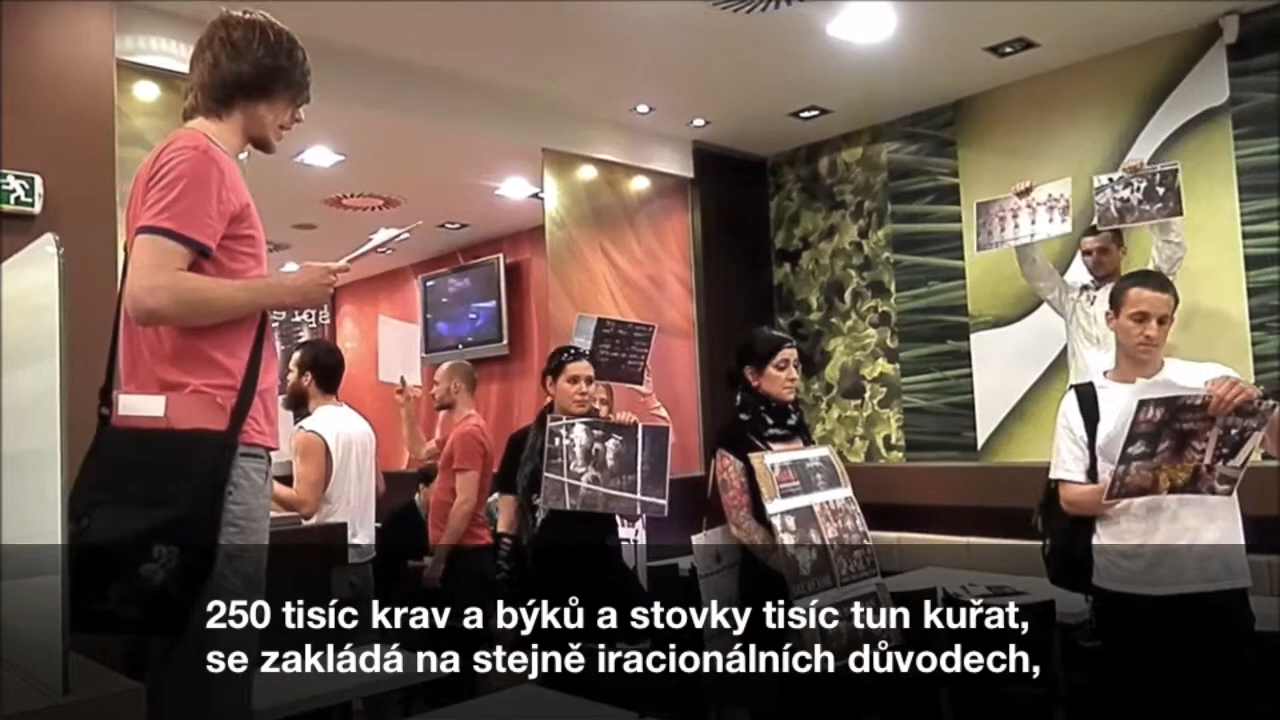 250 tisíc krav a býků a stovky tisíc tun kuřat,
se zakládá na stejně iracionálních důvodech,